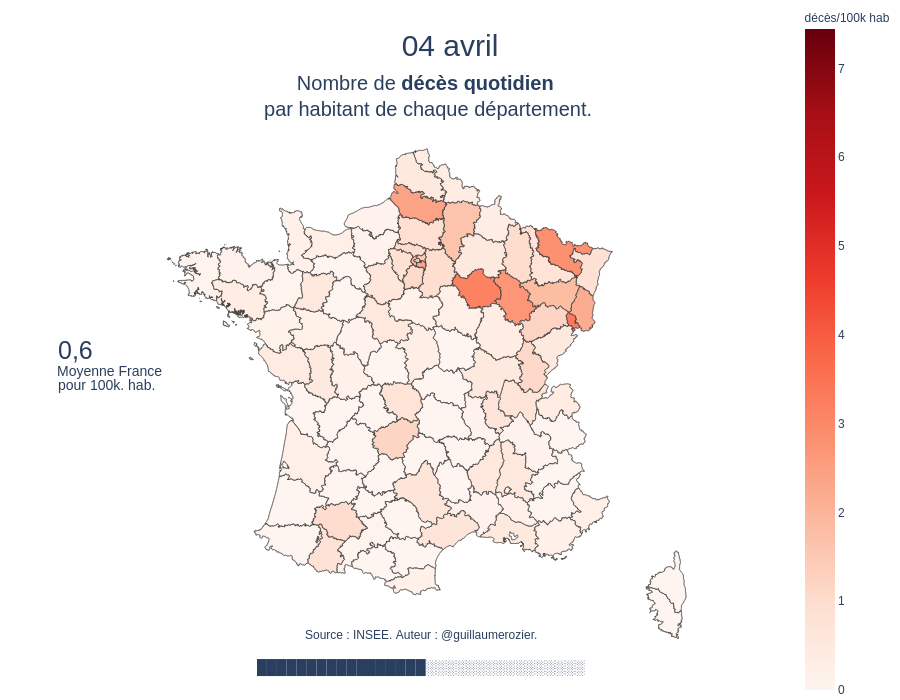 04 avril
Nombre de décès quotidien
par habitant de chaque département.
décès/100k hab
7
6
5
4
3
2
1
0
0,6
Moyenne France
pour 100k. hab.
Source : INSEE. Auteur : @guillaumerozier.